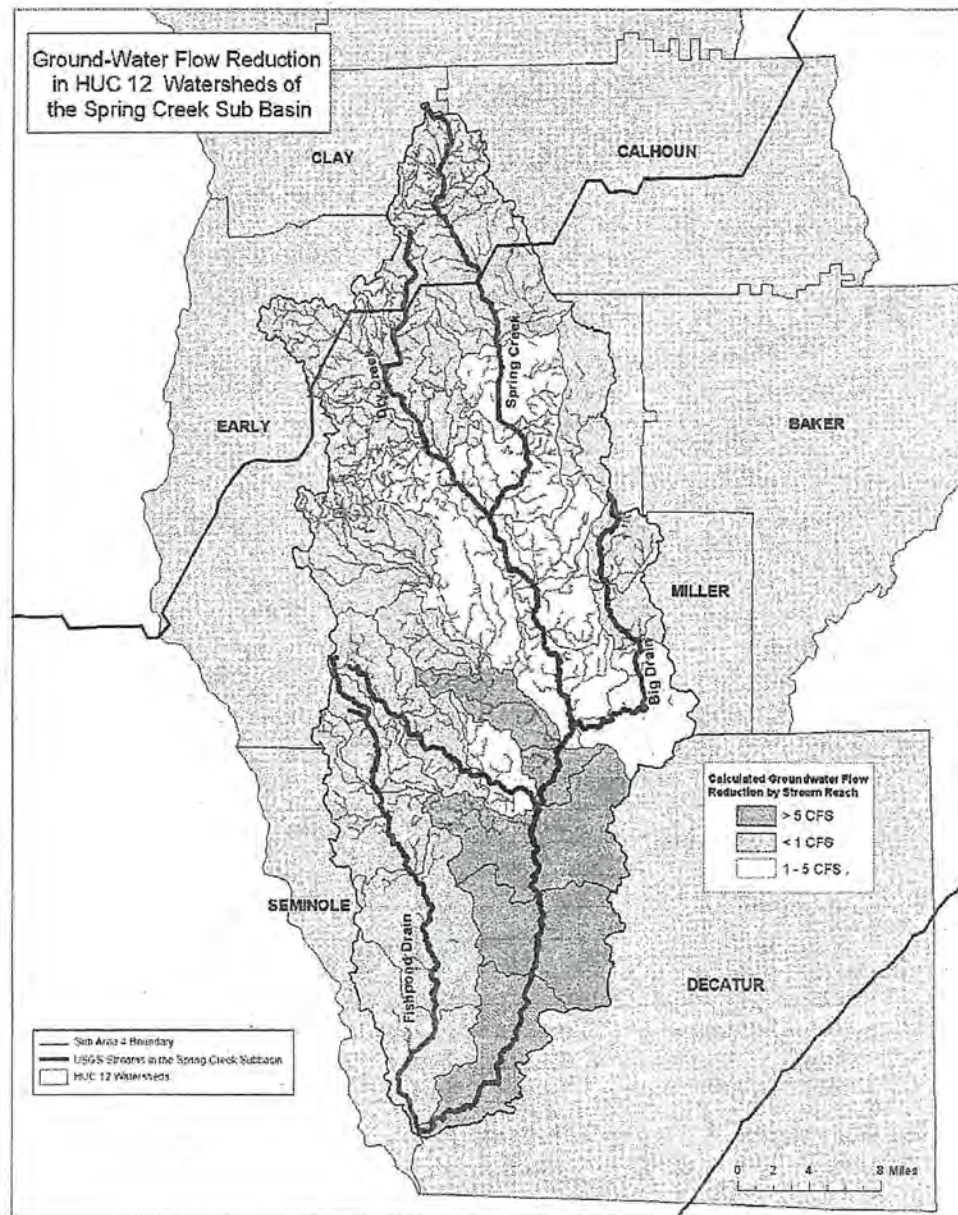 Ground-Water Flow Reduction
in HUC 12 Watersheds of
the Spring Creek Sub Basin
CLAY
CALHOUN
Spring Creek
Dry Creek
EARLY
BAKER
MILLER
Big Drain
Calculated Groundwater Flow
Reduction by Stream Reach
> 5 CFS
< 1 CFS
1 - 5 CFS .
SEMINOLE
Fishpond Drain
DECATUR
Sub Area 4 Boundary
USGS Streams in the Spring Creek Subbasin
HUC 12 Watersheds
0 2 4 8 Miles